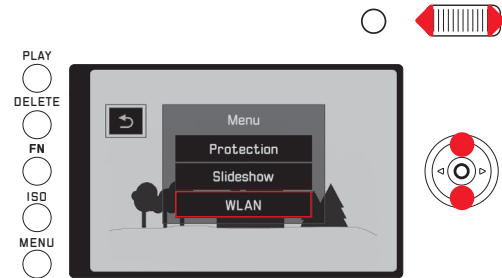 PLAY
DELETE
FN
ISO
MENU
Menu
Protection
Slideshow
WLAN